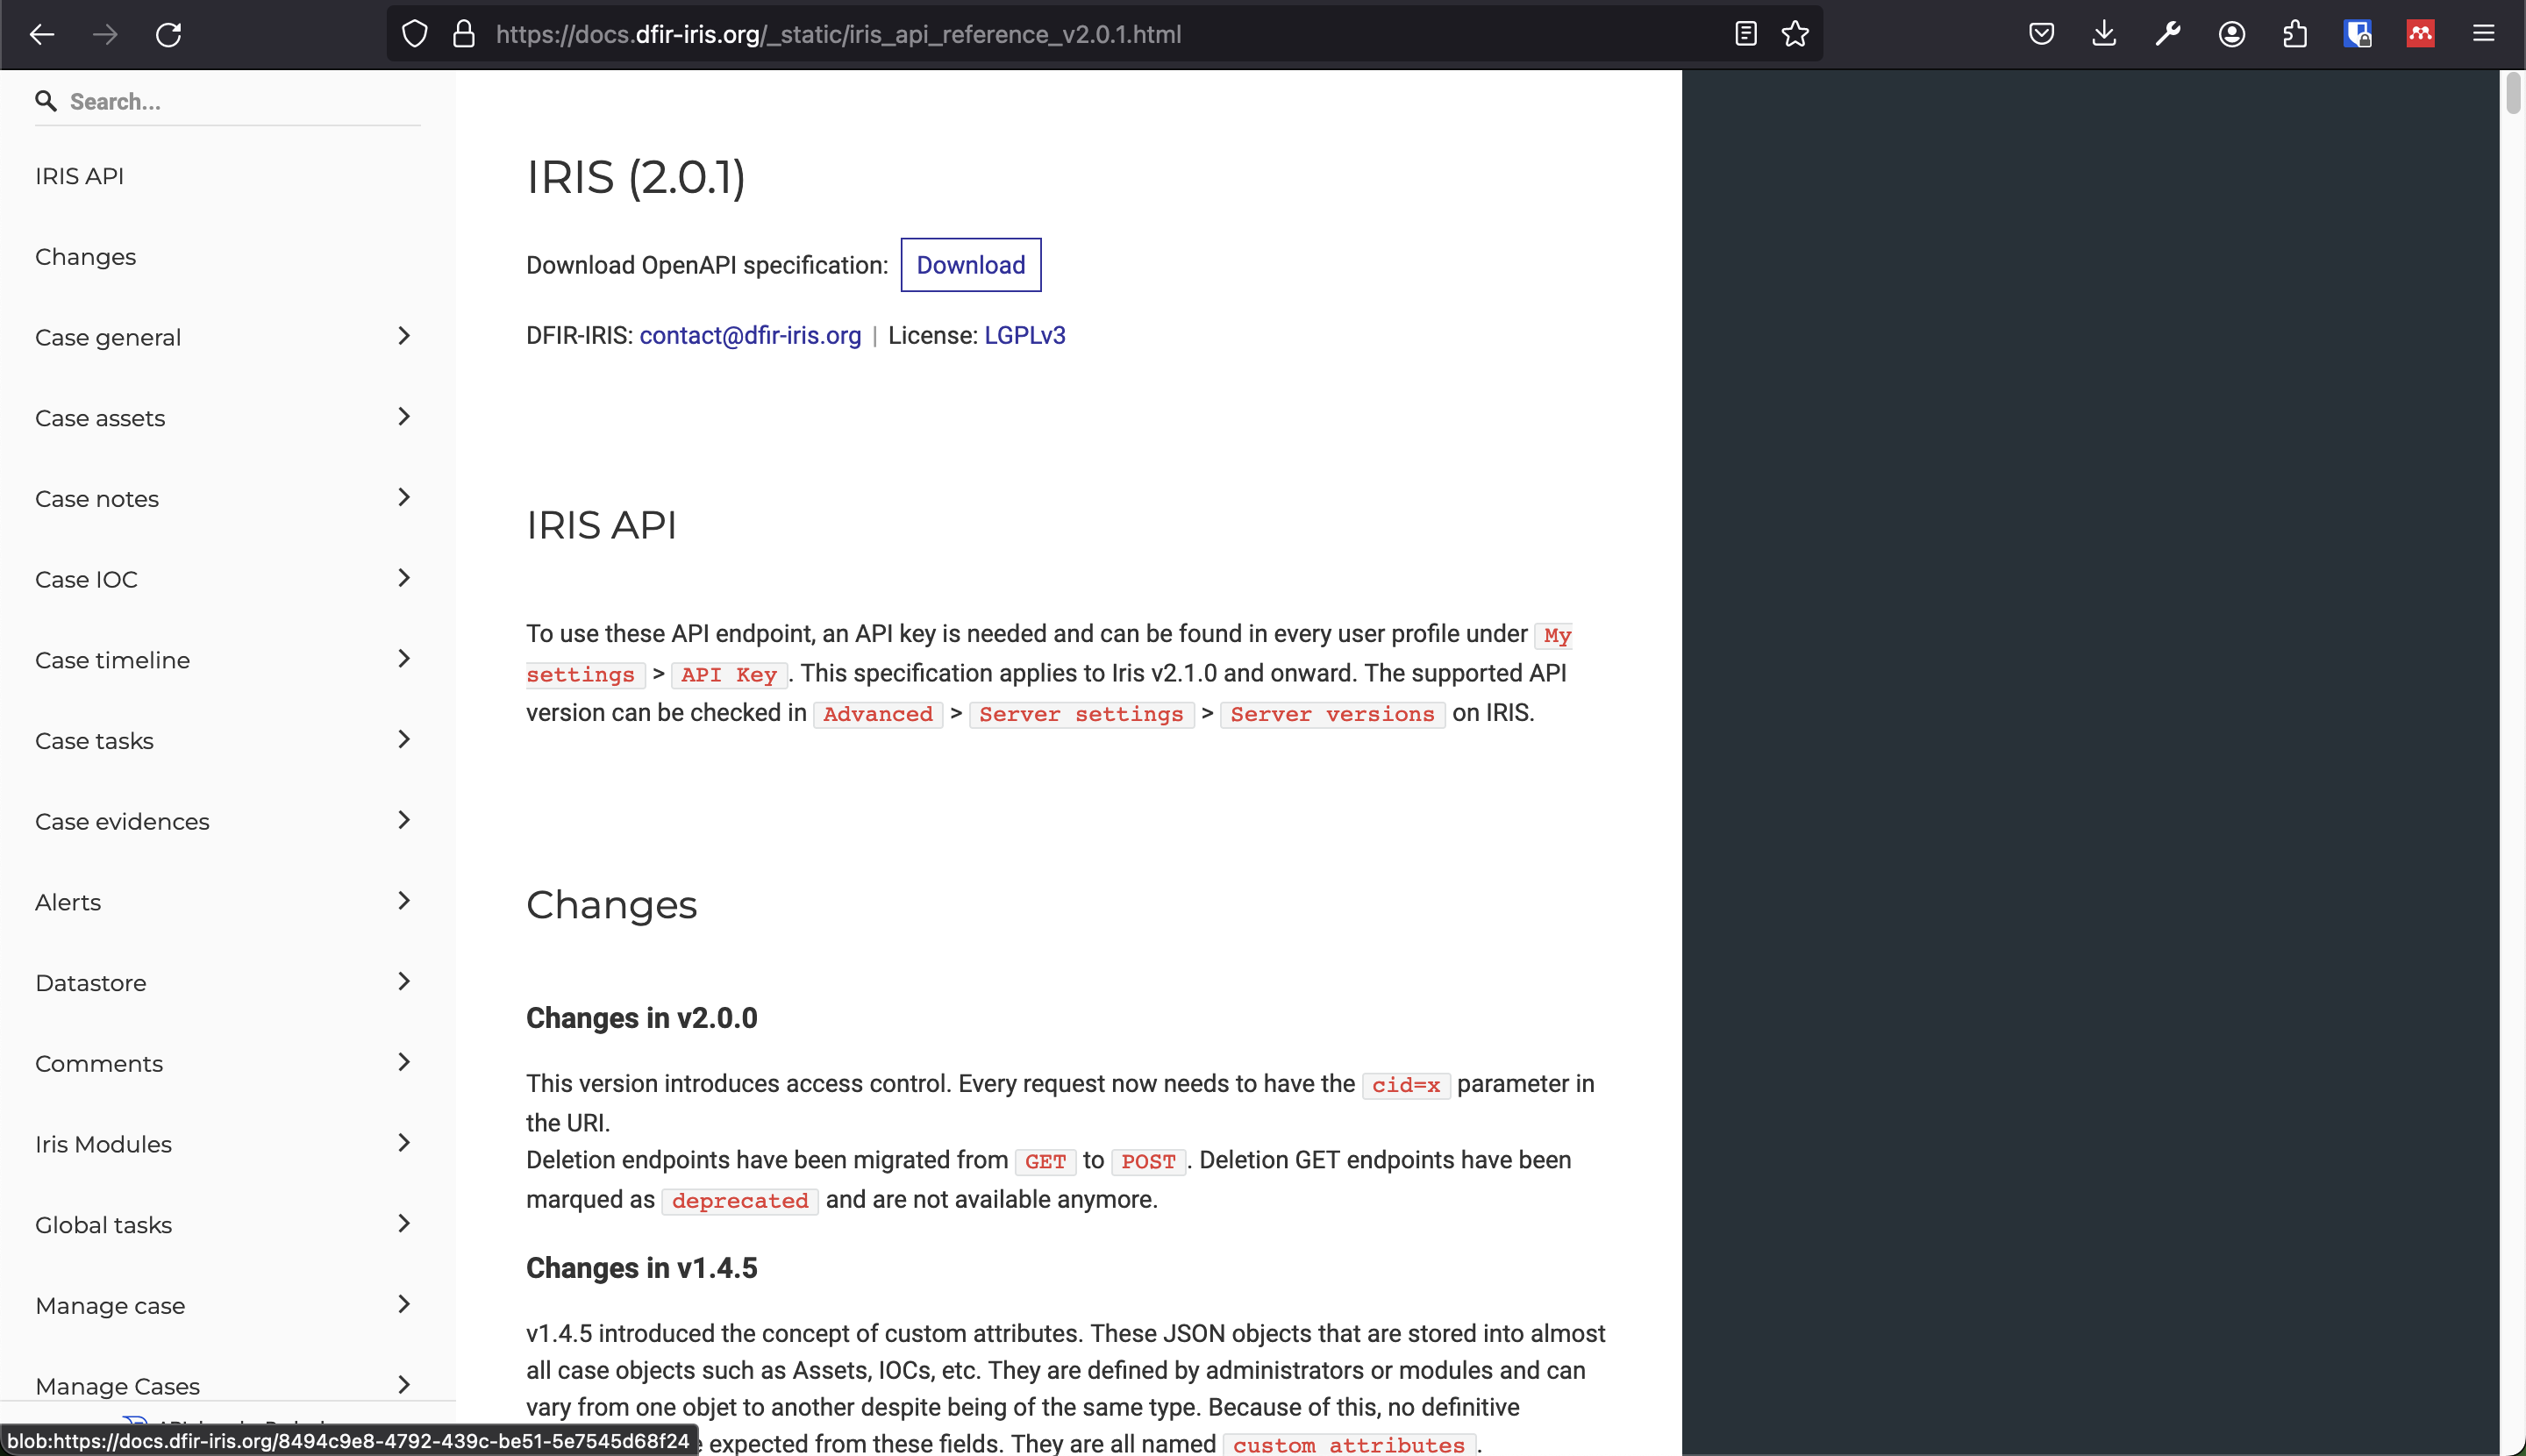 https://docs.dfir-iris.org/_static/iris_api_reference_v2.0.1.html
Search...
IRIS API
Changes
Case general
Case assets
Case notes
Case IOC
Case timeline
Case tasks
Case evidences
Alerts
Datastore
Comments
Iris Modules
Global tasks
Manage case
Manage Cases
blob:https://docs.dfir-iris.org/8494c9e8-4792-439c-be51-5e7545d68f24
IRIS (2.0.1)
Download OpenAPI specification: Download
DFIR-IRIS: contact@dfir-iris.org | License: LGPLv3
IRIS API
To use these API endpoint, an API key is needed and can be found in every user profile under My
settings > API Key. This specification applies to Iris v2.1.0 and onward. The supported API
version can be checked in Advanced > Server settings > Server versions on IRIS.
Changes
Changes in v2.0.0
This version introduces access control. Every request now needs to have the cid=x parameter in
the URI.
Deletion endpoints have been migrated from GET to POST. Deletion GET endpoints have been
marqued as deprecated and are not available anymore.
Changes in v1.4.5
v1.4.5 introduced the concept of custom attributes. These JSON objects that are stored into almost
all case objects such as Assets, IOCs, etc. They are defined by administrators or modules and can
vary from one objet to another despite being of the same type. Because of this, no definitive
expected from these fields. They are all named custom attributes.